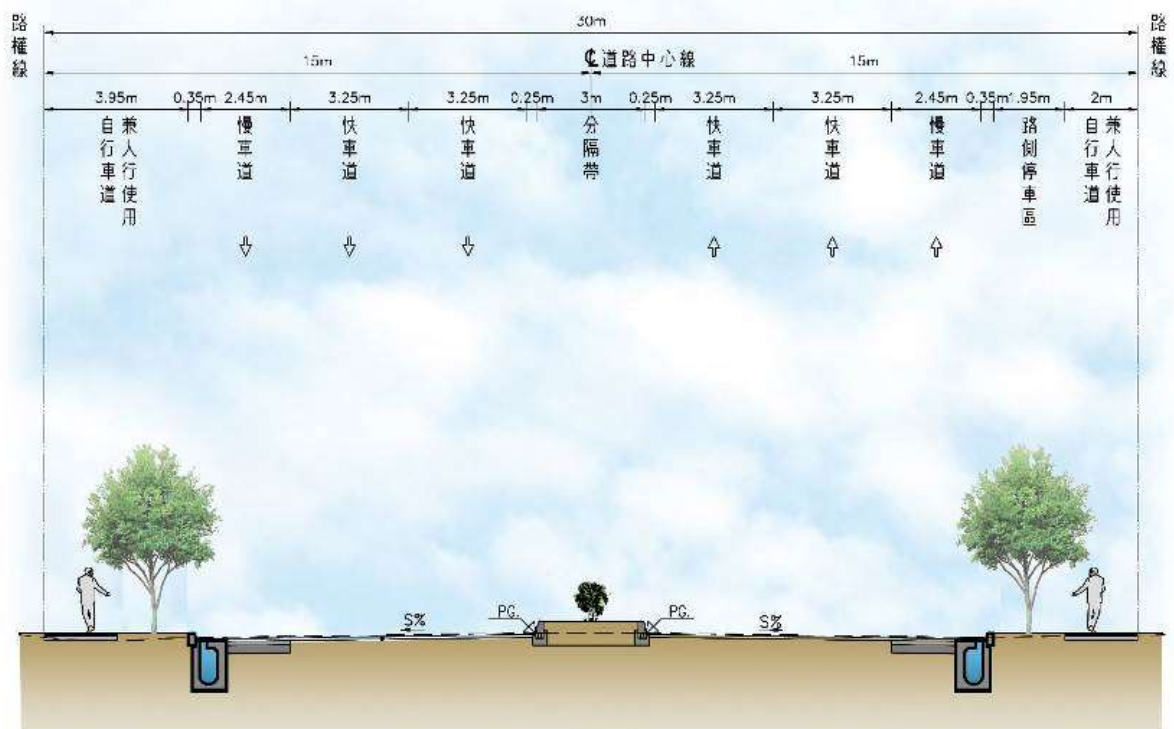 路權線
30m
路權線
15m
℄道路中心線
15m
3.95m
0.35m
2.45m
3.25m
3.25m
0.25m
3m
0.25m
3.25m
3.25m
2.45m
0.35m
1.95m
2m
兼人行使用
自行車道
慢車道
快車道
快車道
分隔帶
快車道
快車道
慢車道
路側停車區
兼人行使用
自行車道
S%
PG.
PG.
S%